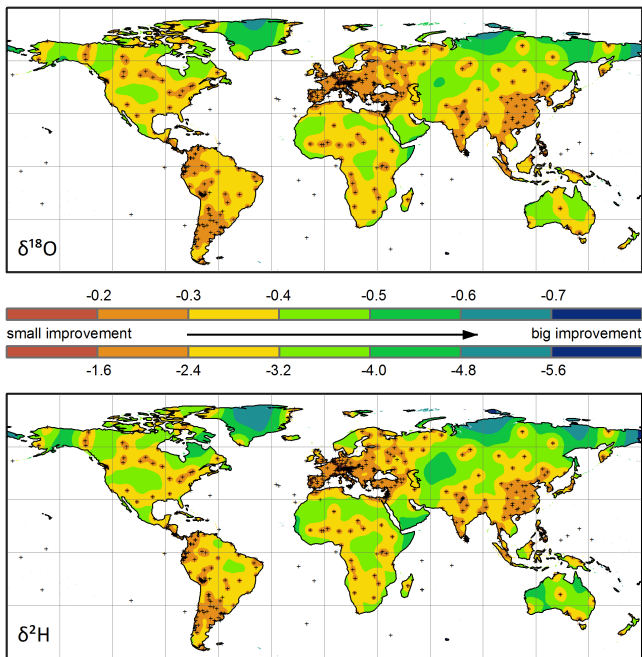 δ¹⁸O
-0.2 -0.3 -0.4 -0.5 -0.6 -0.7
small improvement big improvement
-1.6 -2.4 -3.2 -4.0 -4.8 -5.6
δ²H